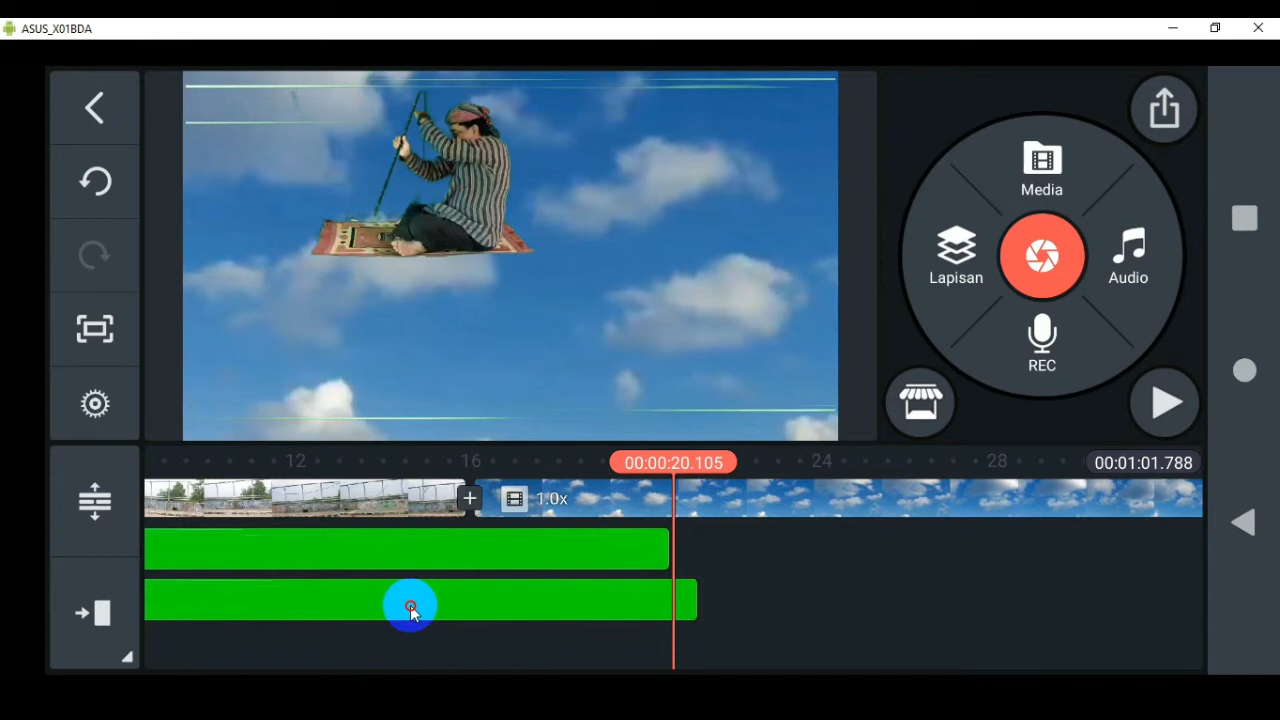 ASUS_X01BDA
Media
Lapisan
Audio
REC
12
16
00:00:20.105
24
28
00:01:01.788
1.0x